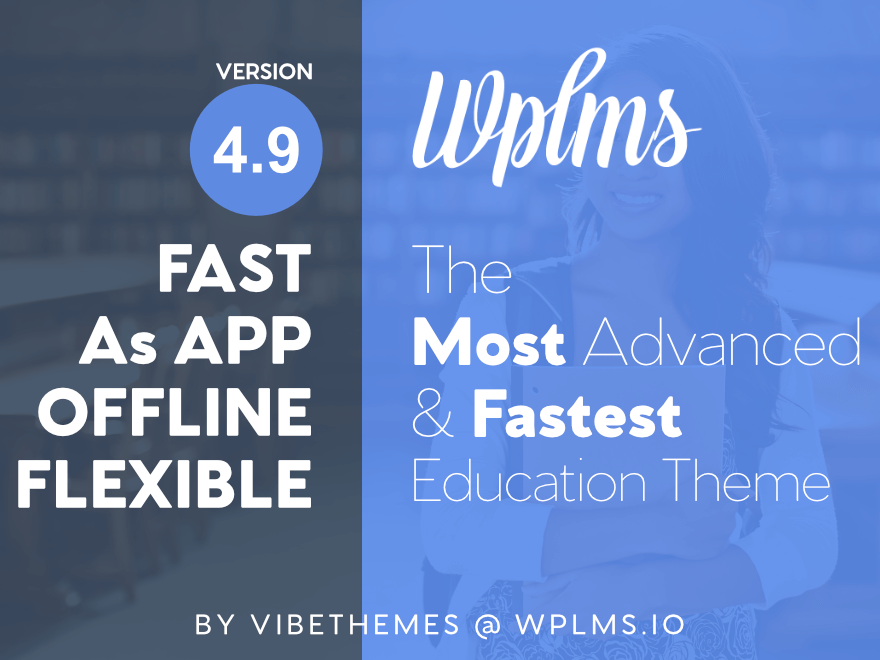 VERSION
4.9
FAST
As APP
OFFLINE
FLEXIBLE
Wplms
The
Most Advanced
& Fastest
Education Theme
BY VIBETHEMES @ WPLMS.IO